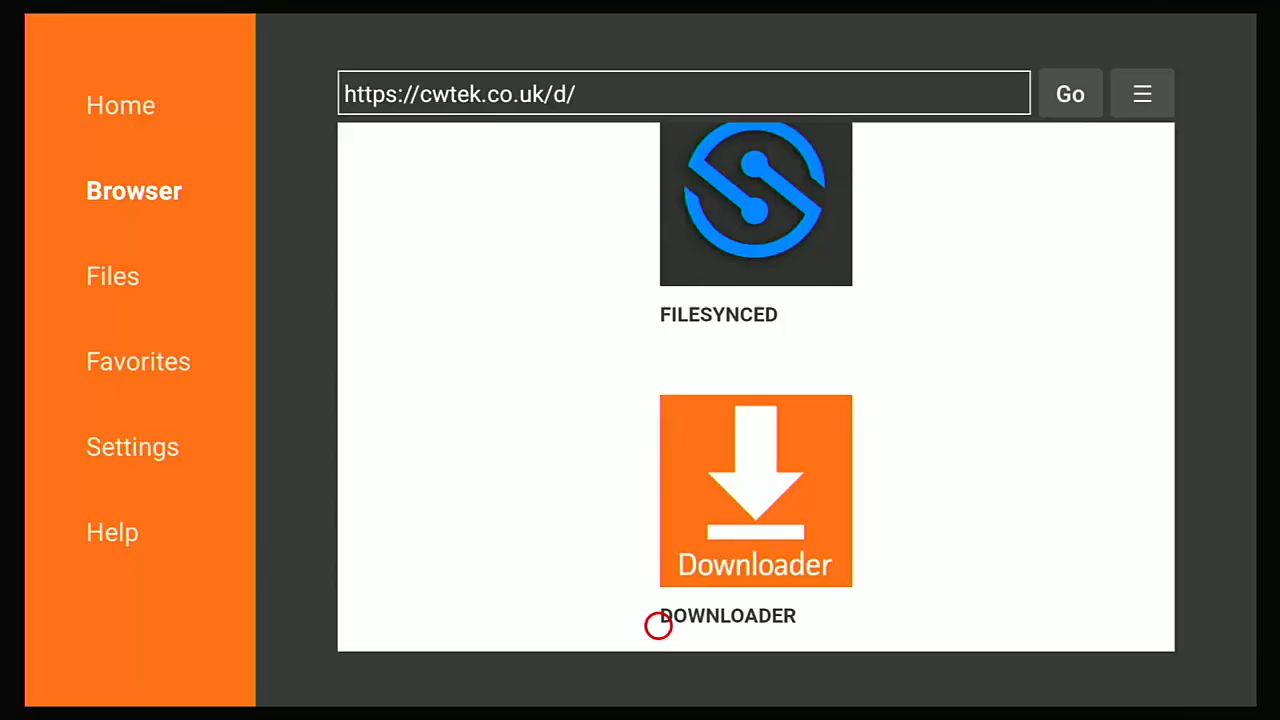 Home
Browser
Files
Favorites
Settings
Help
https://cwtek.co.uk/d/
Go
☰
FILESYNCED
Downloader
DOWNLOADER